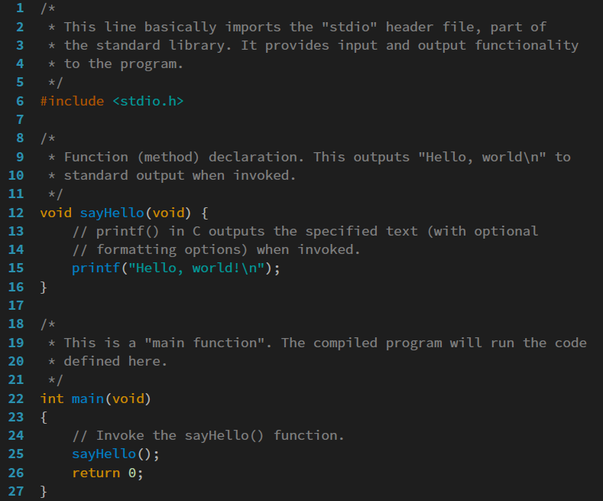 1 /*
2  * This line basically imports the "stdio" header file, part of
3  * the standard library. It provides input and output functionality
4  * to the program.
5  */
6 #include <stdio.h>
7
8 /*
9  * Function (method) declaration. This outputs "Hello, world\n" to
10  * standard output when invoked.
11  */
12 void sayHello(void) {
13     // printf() in C outputs the specified text (with optional
14     // formatting options) when invoked.
15     printf("Hello, world!\n");
16 }
17
18 /*
19  * This is a "main function". The compiled program will run the code
20  * defined here.
21  */
22 int main(void)
23 {
24     // Invoke the sayHello() function.
25     sayHello();
26     return 0;
27 }